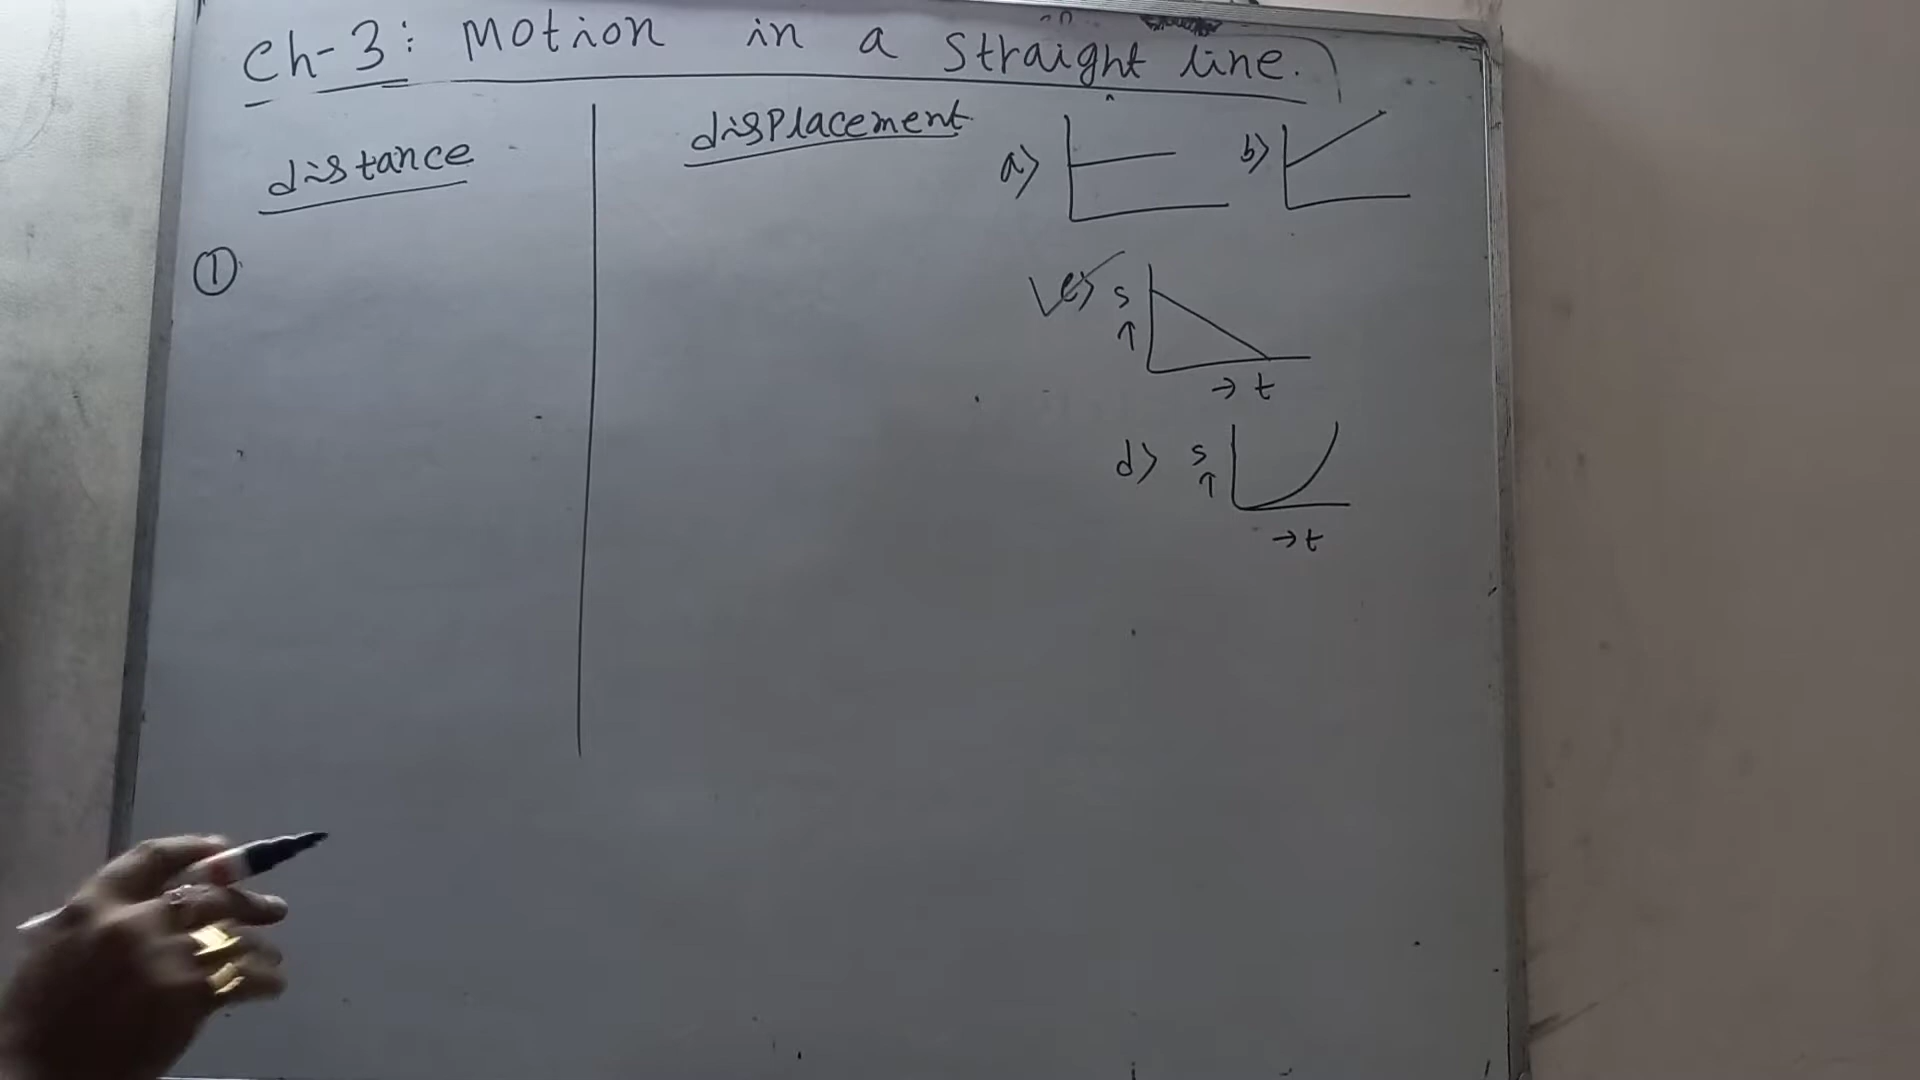 Ch-3: Motion in a straight line.
distance
displacement
①
a>
b>
c> s
↑
→ t
d> s
↑
→ t